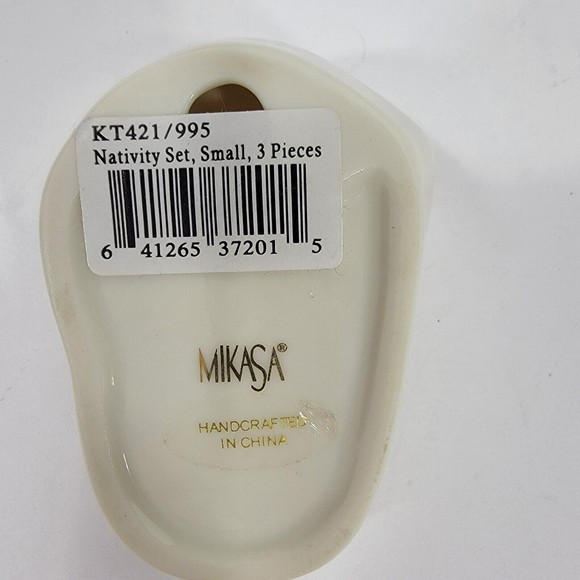 KT421/995
Nativity Set, Small, 3 Pieces
6 41265 37201 5
MIKASA®
HANDCRAFTED
IN CHINA